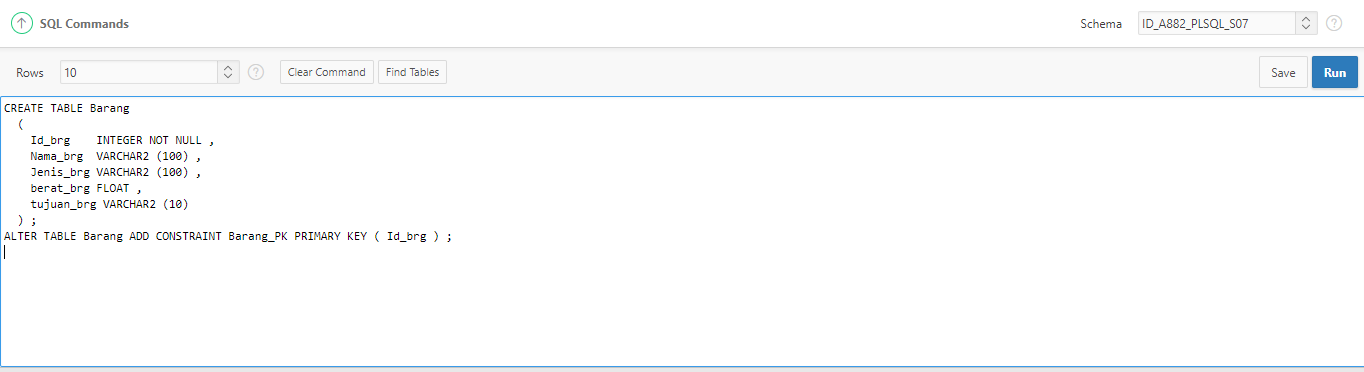 SQL Commands Schema ID_A882_PLSQL_S07 ?
Rows 10 ? Clear Command Find Tables Save Run
CREATE TABLE Barang
(
Id_brg INTEGER NOT NULL ,
Nama_brg VARCHAR2 (100) ,
Jenis_brg VARCHAR2 (100) ,
berat_brg FLOAT ,
tujuan_brg VARCHAR2 (10)
) ;
ALTER TABLE Barang ADD CONSTRAINT Barang_PK PRIMARY KEY ( Id_brg ) ;